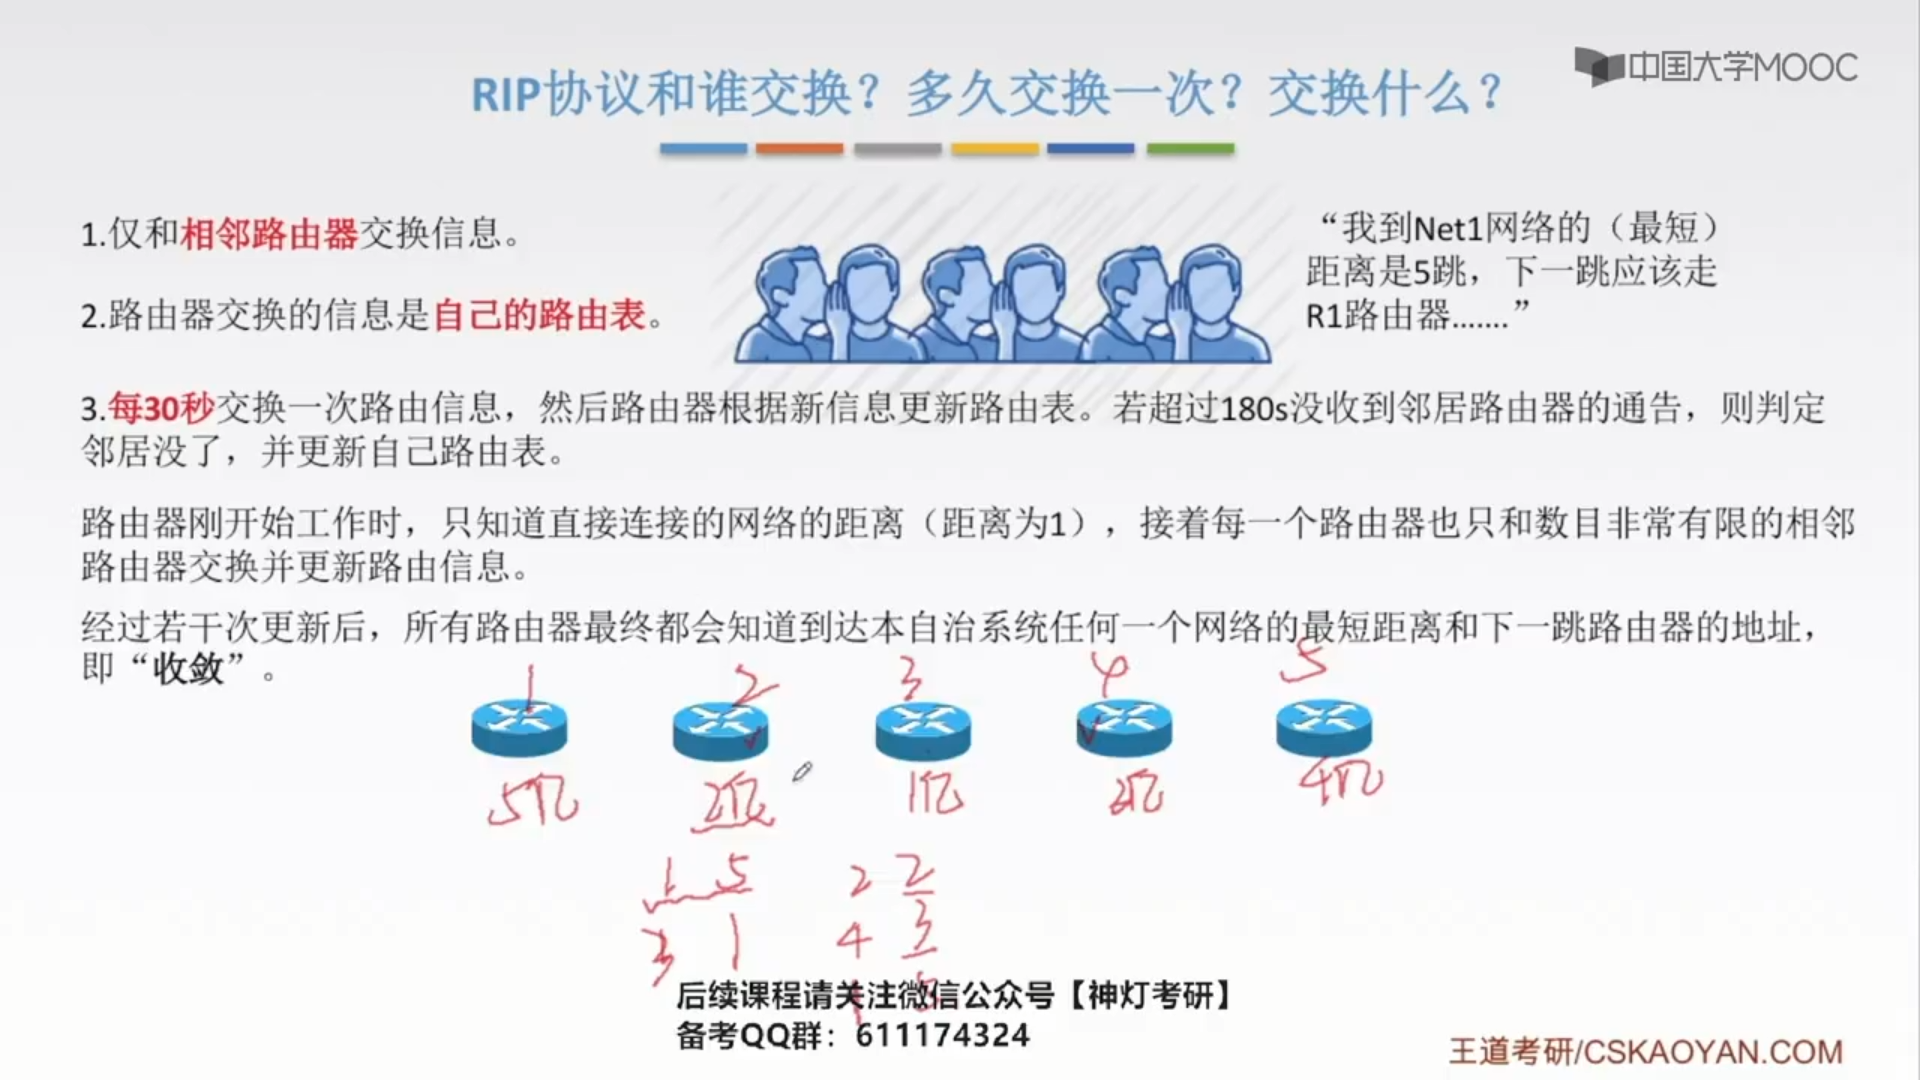 中国大学MOOC
RIP协议和谁交换？多久交换一次？交换什么？
1.仅和相邻路由器交换信息。
2.路由器交换的信息是自己的路由表。
“我到Net1网络的（最短）
距离是5跳，下一跳应该走
R1路由器.......”
3.每30秒交换一次路由信息，然后路由器根据新信息更新路由表。若超过180s没收到邻居路由器的通告，则判定
邻居没了，并更新自己路由表。
路由器刚开始工作时，只知道直接连接的网络的距离（距离为1），接着每一个路由器也只和数目非常有限的相邻
路由器交换并更新路由信息。
经过若干次更新后，所有路由器最终都会知道到达本自治系统任何一个网络的最短距离和下一跳路由器的地址，
即“收敛”。
1 2 3 4 5
5亿 2亿 1亿 2亿 4亿
1 5 2 2
3 1 4 3
后续课程请关注微信公众号【神灯考研】
备考QQ群：611174324
王道考研/CSKAOYAN.COM